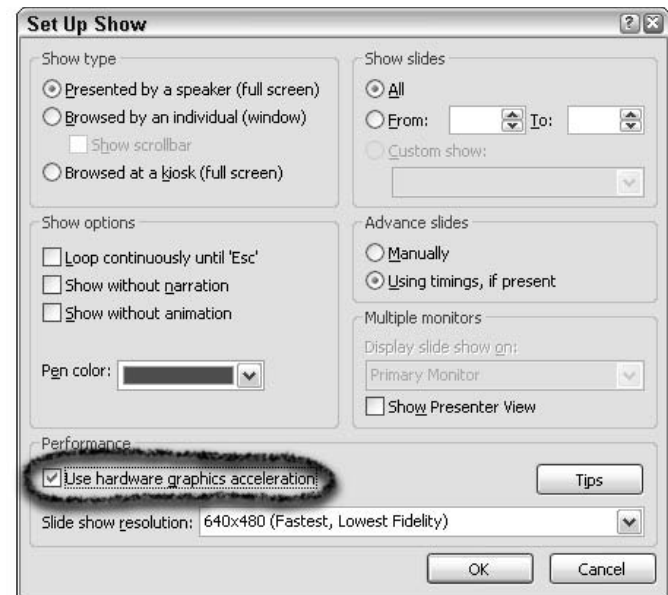 Set Up Show
Show type
Presented by a speaker (full screen)
Browsed by an individual (window)
Show scrollbar
Browsed at a kiosk (full screen)
Show slides
All
From: To:
Custom show:
Show options
Loop continuously until 'Esc'
Show without narration
Show without animation
Pen color:
Advance slides
Manually
Using timings, if present
Multiple monitors
Display slide show on:
Primary Monitor
Show Presenter View
Performance
Use hardware graphics acceleration
Tips
Slide show resolution: 640x480 (Fastest, Lowest Fidelity)
OK Cancel